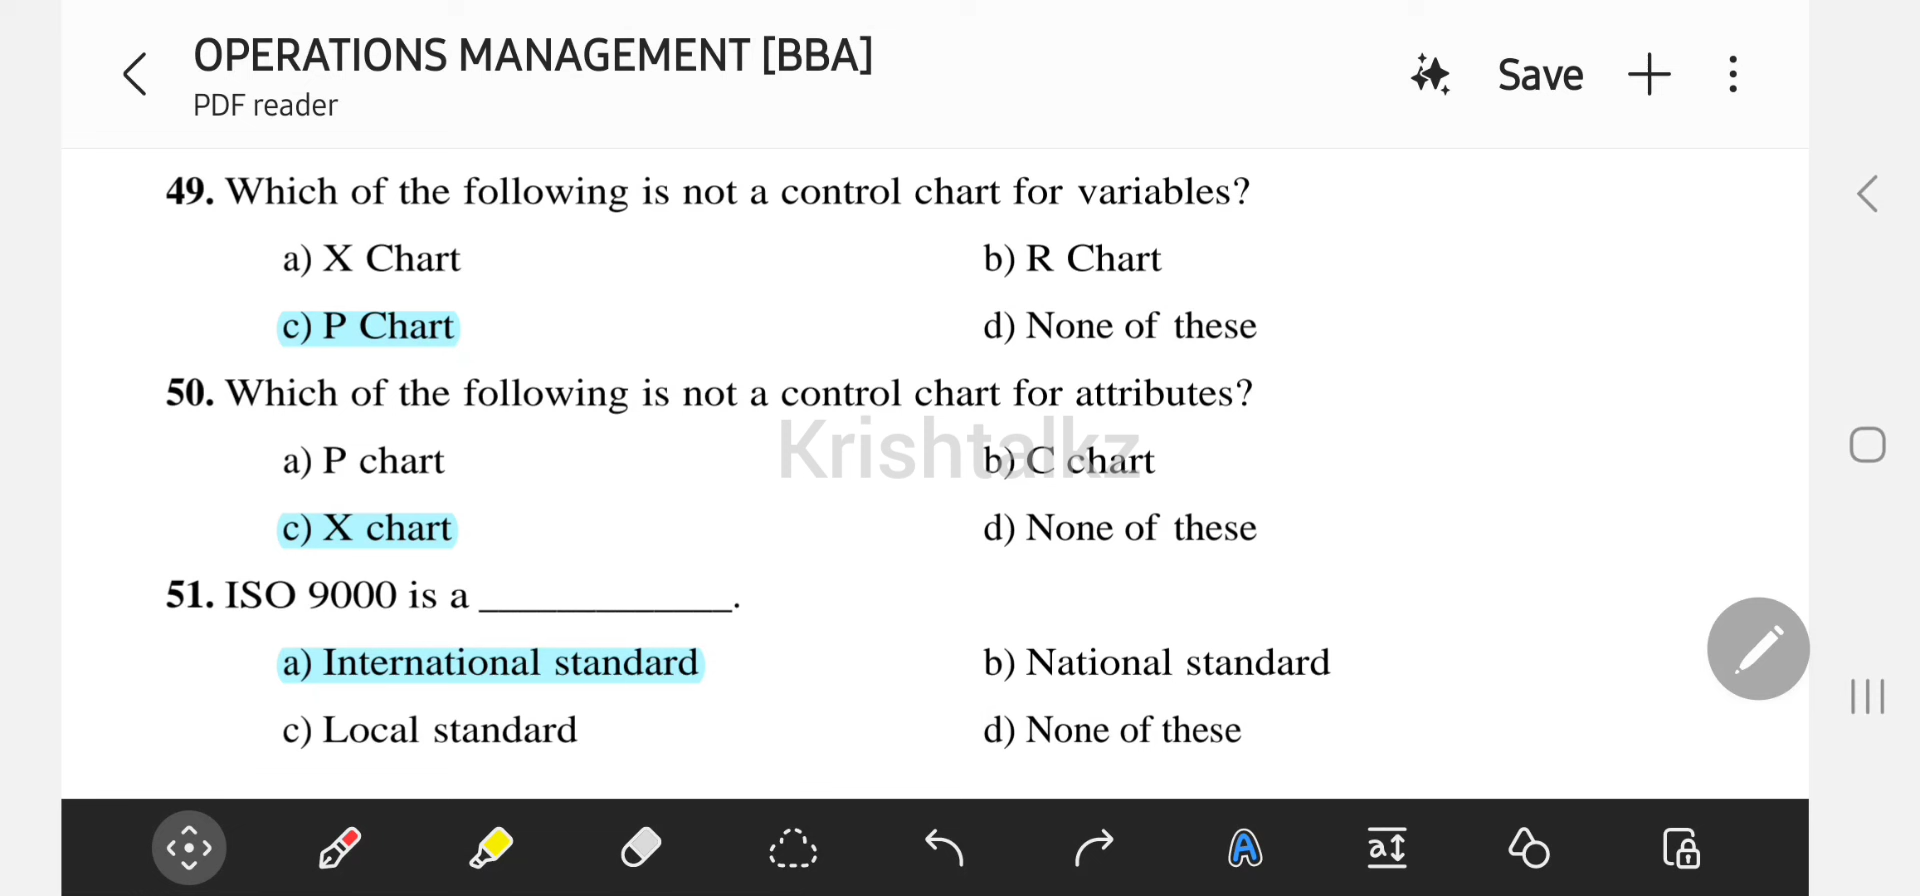 OPERATIONS MANAGEMENT [BBA]
PDF reader
Save
49. Which of the following is not a control chart for variables?
a) X Chart
b) R Chart
c) P Chart
d) None of these
50. Which of the following is not a control chart for attributes?
Krishtalkz
a) P chart
b) C chart
c) X chart
d) None of these
51. ISO 9000 is a ____________.
a) International standard
b) National standard
c) Local standard
d) None of these
A
a